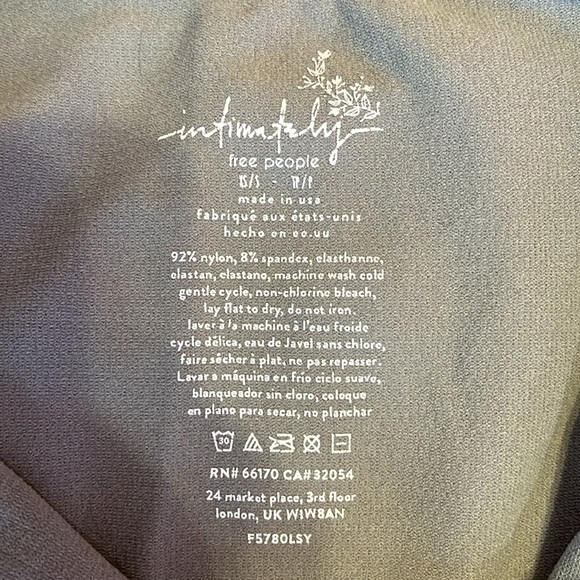 intimately
free people
XS/S - TP/P
made in usa
fabriqué aux états-unis
hecho en ee.uu
92% nylon, 8% spandex, elasthanne,
elastan, elastano, machine wash cold
gentle cycle, non-chlorine bleach,
lay flat to dry, do not iron.
laver à la machine à l'eau froide
cycle délica, eau de Javel sans chlore,
faire sécher à plat, ne pas repasser.
Lavar a máquina en frío ciclo suave,
blanqueador sin cloro, coloque
en plano para secar, no planchar
30
RN# 66170 CA# 32054
24 market place, 3rd floor
london, UK W1W8AN
F5780LSY